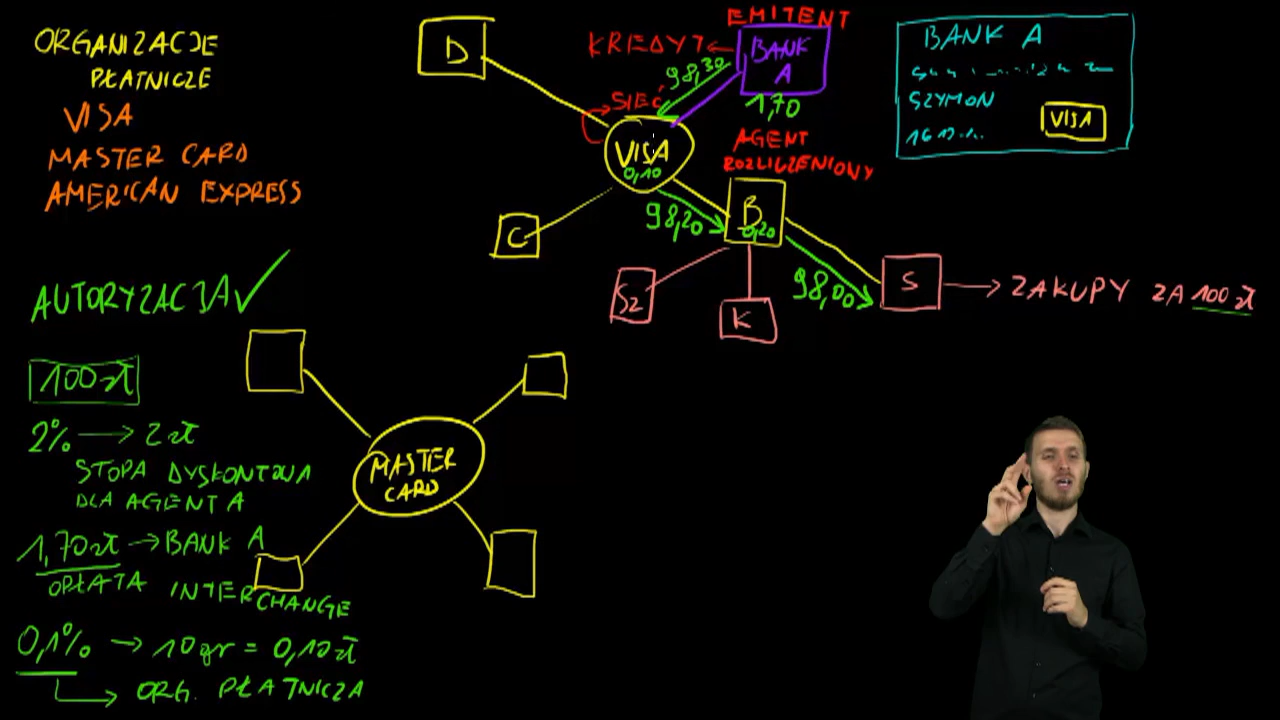 ORGANIZACJE
PŁATNICZE
VISA
MASTER CARD
AMERICAN EXPRESS
AUTORYZACJA
100 zł
2% → 2 zł
STOPA DYSKONTOWA
DLA AGENTA
1,70 zł → BANK A
OPŁATA INTERCHANGE
0,1% → 10 gr = 0,10 zł
ORG. PŁATNICZA
D
KREDYT
EMITENT
BANK
A
98,30
1,70
SIEĆ
VISA
0,10
AGENT
ROZLICZENIOWY
C
98,20
B
0,20
98,00
S2
K
S
ZAKUPY ZA 100 zł
MASTER
CARD
BANK A
SZYMON
VISA